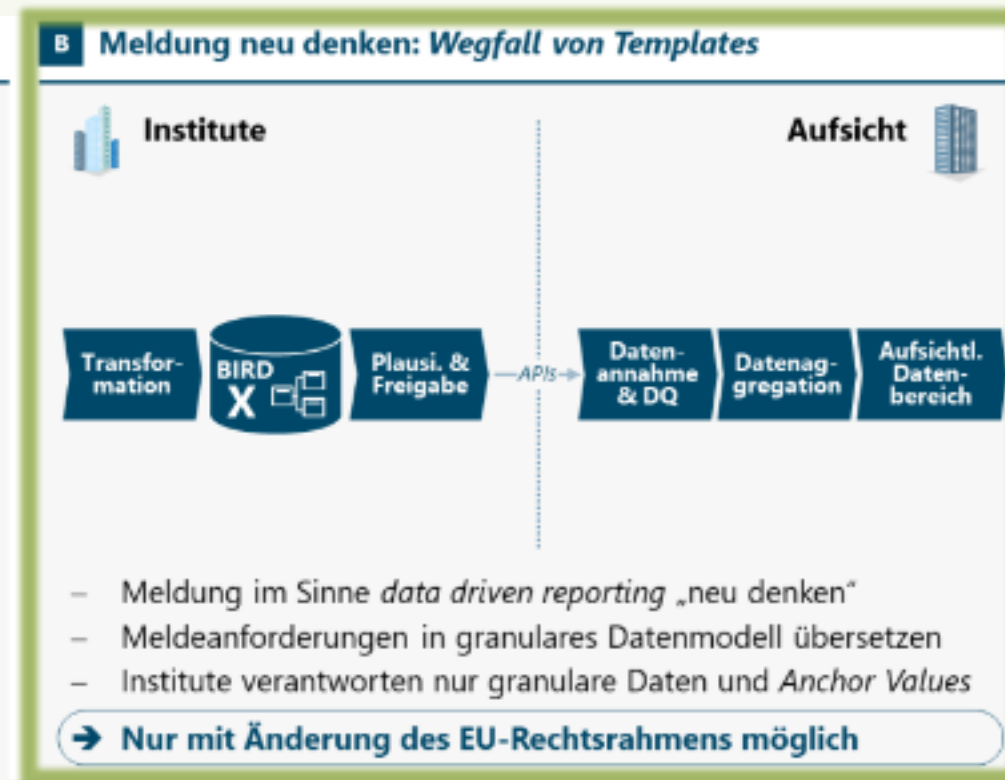 B Meldung neu denken: Wegfall von Templates
Institute
Aufsicht
Transfor-
mation
BIRD
X
Plausi. &
Freigabe
APIs
Daten-
annahme
& DQ
Datenag-
gregation
Aufsichtl.
Daten-
bereich
– Meldung im Sinne data driven reporting „neu denken“
– Meldeanforderungen in granulares Datenmodell übersetzen
– Institute verantworten nur granulare Daten und Anchor Values
➔ Nur mit Änderung des EU-Rechtsrahmens möglich